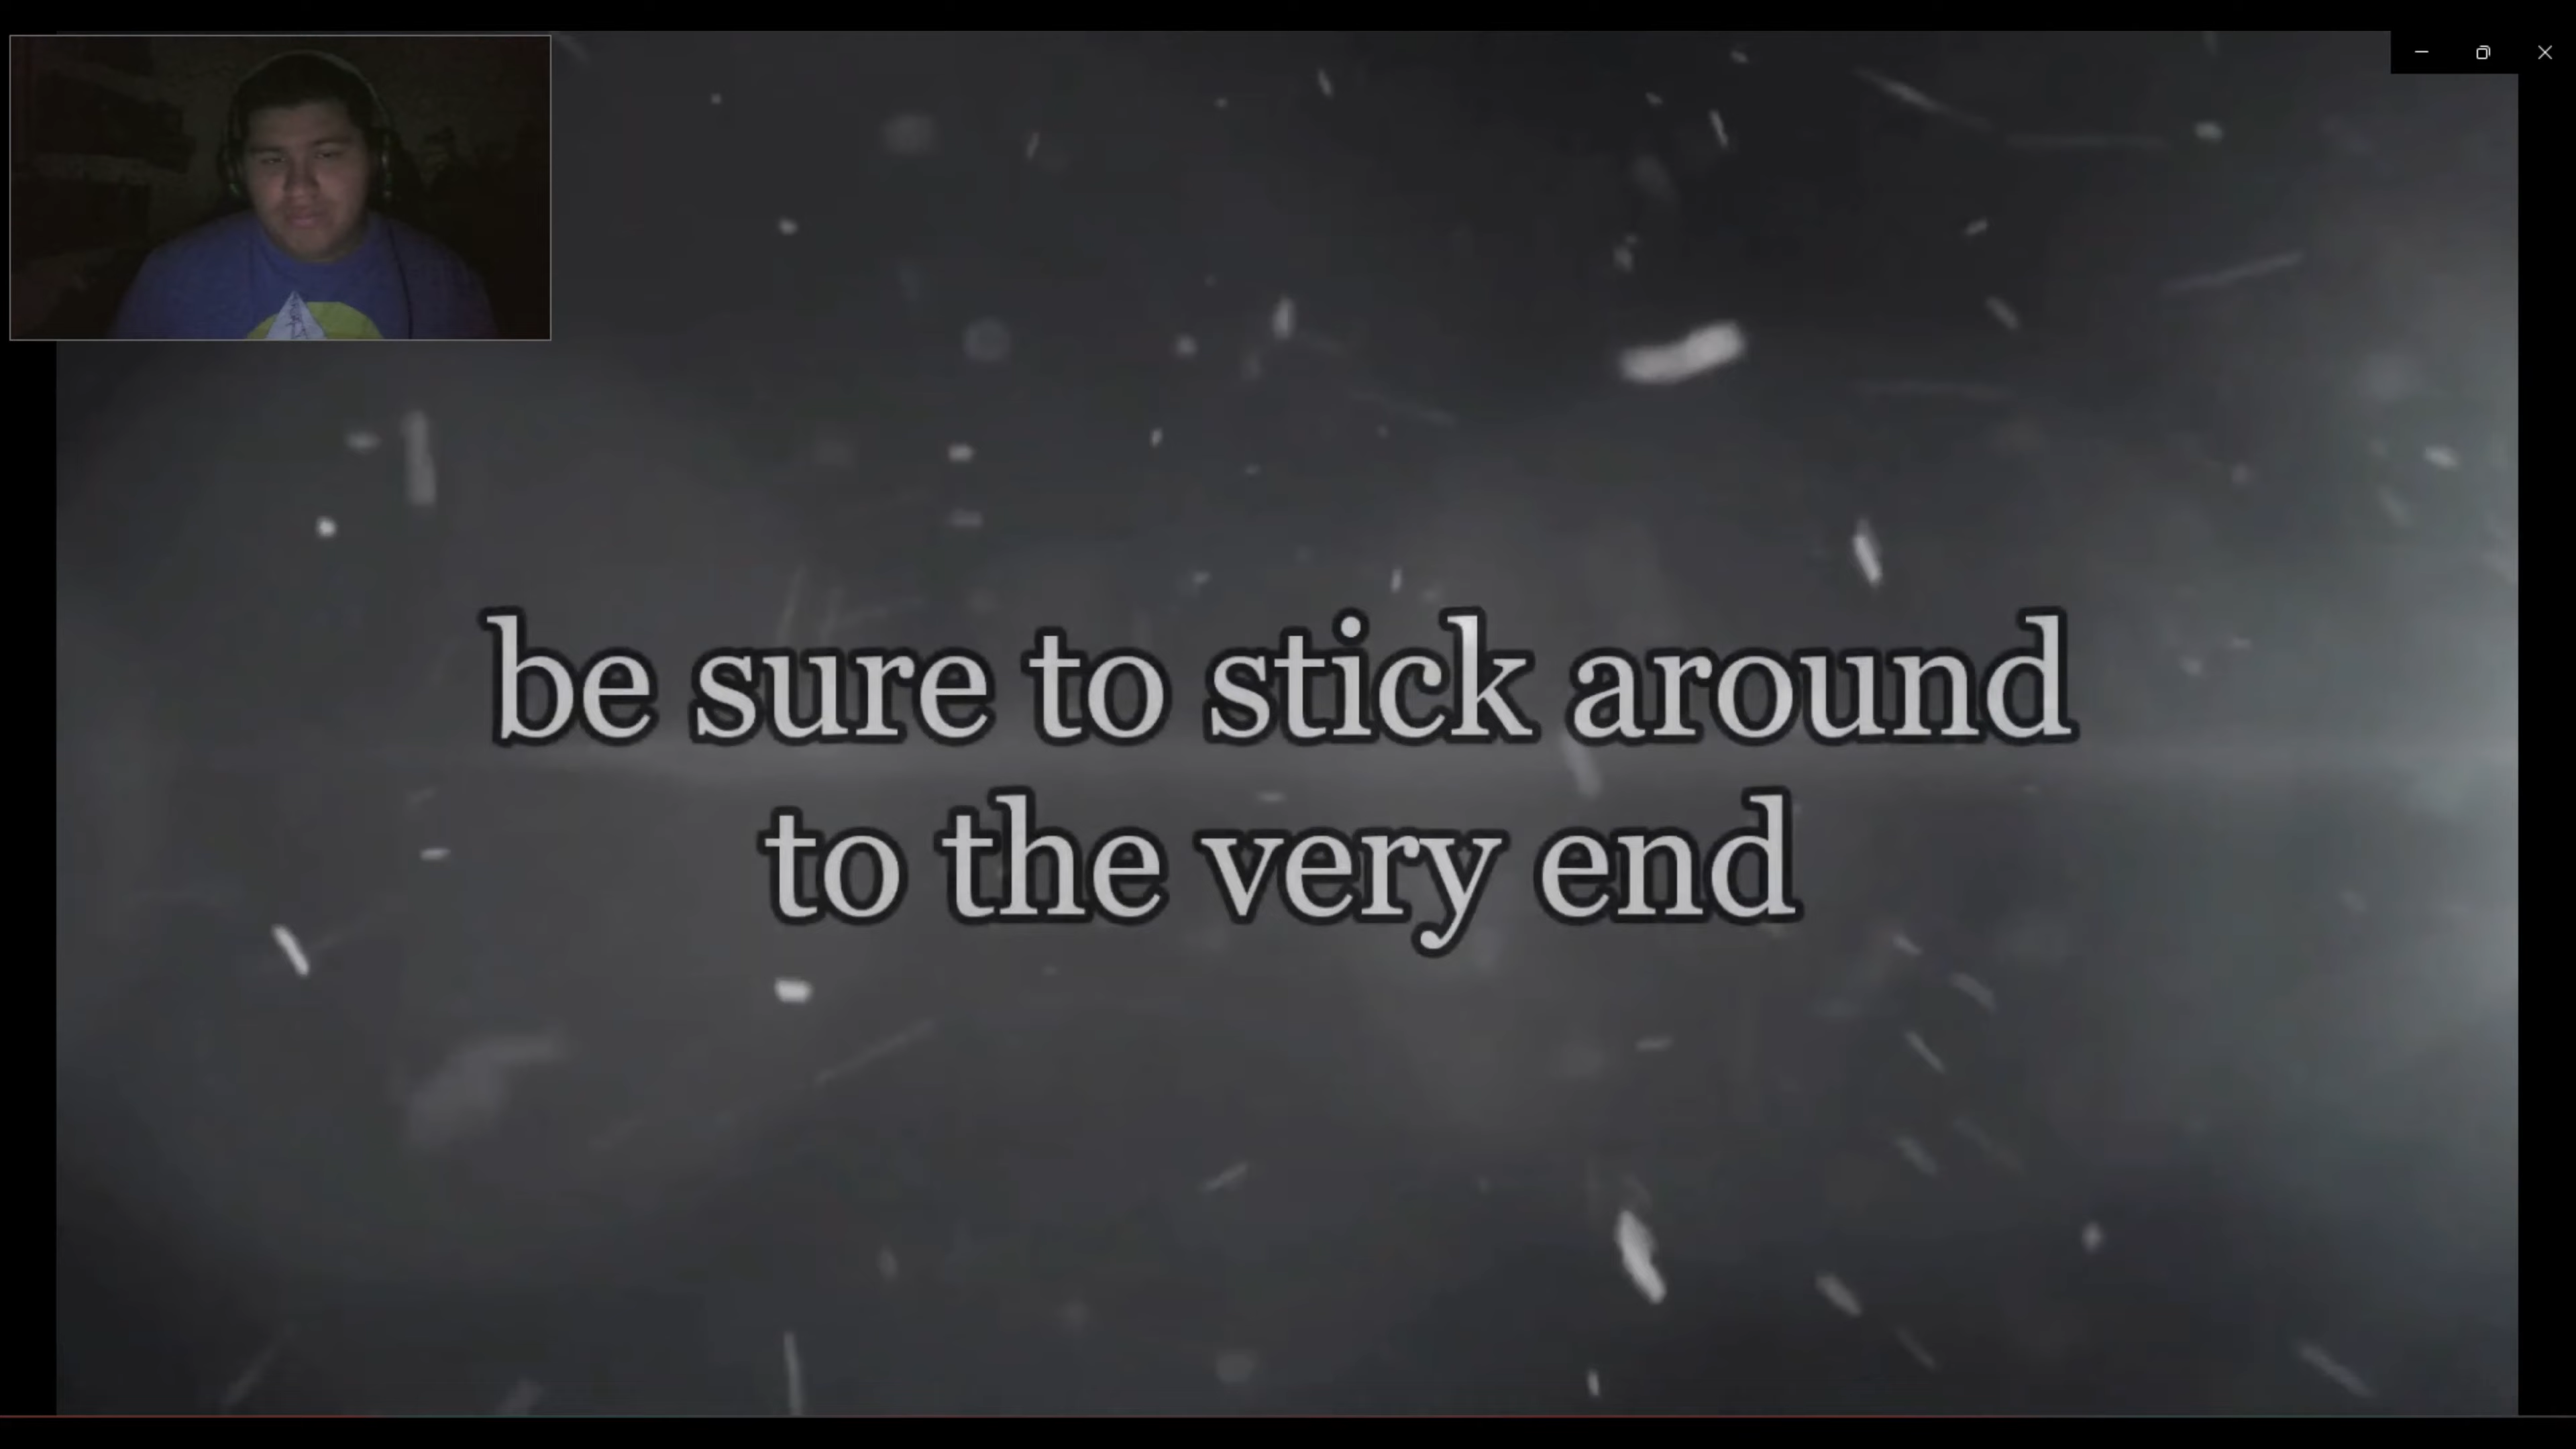 be sure to stick around
to the very end